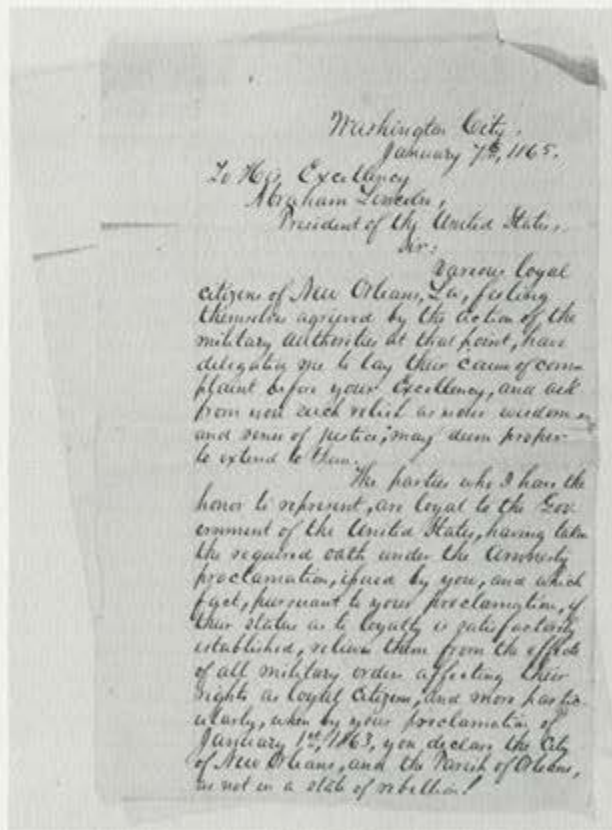 Washington City,
January 7th, 1865.
To His Excellency
Abraham Lincoln,
President of the United States,
Sir:
Various loyal
citizens of New Orleans, La, feeling
themselves agrieved by the action of the
military authorities at that point, have
delegated me to lay their cause of com-
plaint before your Excellency, and ask
from you such relief as your wisdom
and sense of justice, may deem proper
to extend to them.
The parties who I have the
honor to represent, are loyal to the Gov-
ernment of the United States, having taken
the required oath under the Amnesty
proclamation, issued by you, and which
fact, pursuant to your proclamation, if
their status as to loyalty is satisfactorily
established, relieves them from the effects
of all military orders affecting their
rights as loyal citizens, and more partic-
ularly, when by your proclamation of
January 1st, 1863, you declare the City
of New Orleans, and the Parish of Orleans,
as not in a state of rebellion!